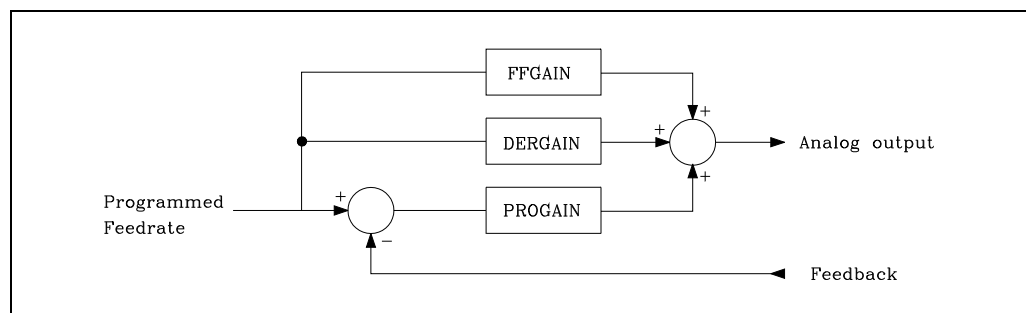 FFGAIN
+
DERGAIN
+
Analog output
Programmed
Feedrate
+
PROGAIN
+
−
Feedback